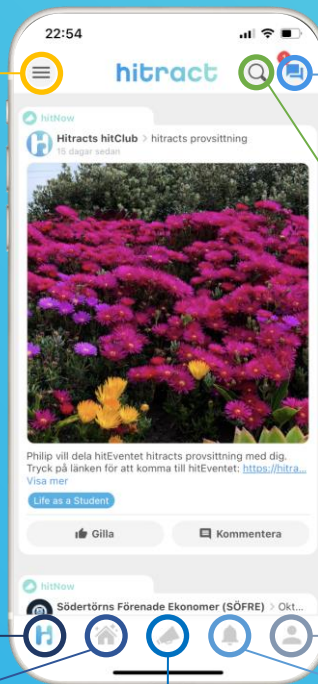 22:54
hitract
hitNow
Hitracts hitClub > hitracts provsittning
15 dagar sedan
Philip vill dela hitEventet hitracts provsittning med dig.
Tryck på länken för att komma till hitEventet: https://hitra...
Visa mer
Life as a Student
Gilla
Kommentera
hitNow
Södertörns Förenade Ekonomer (SÖFRE) > Okt...